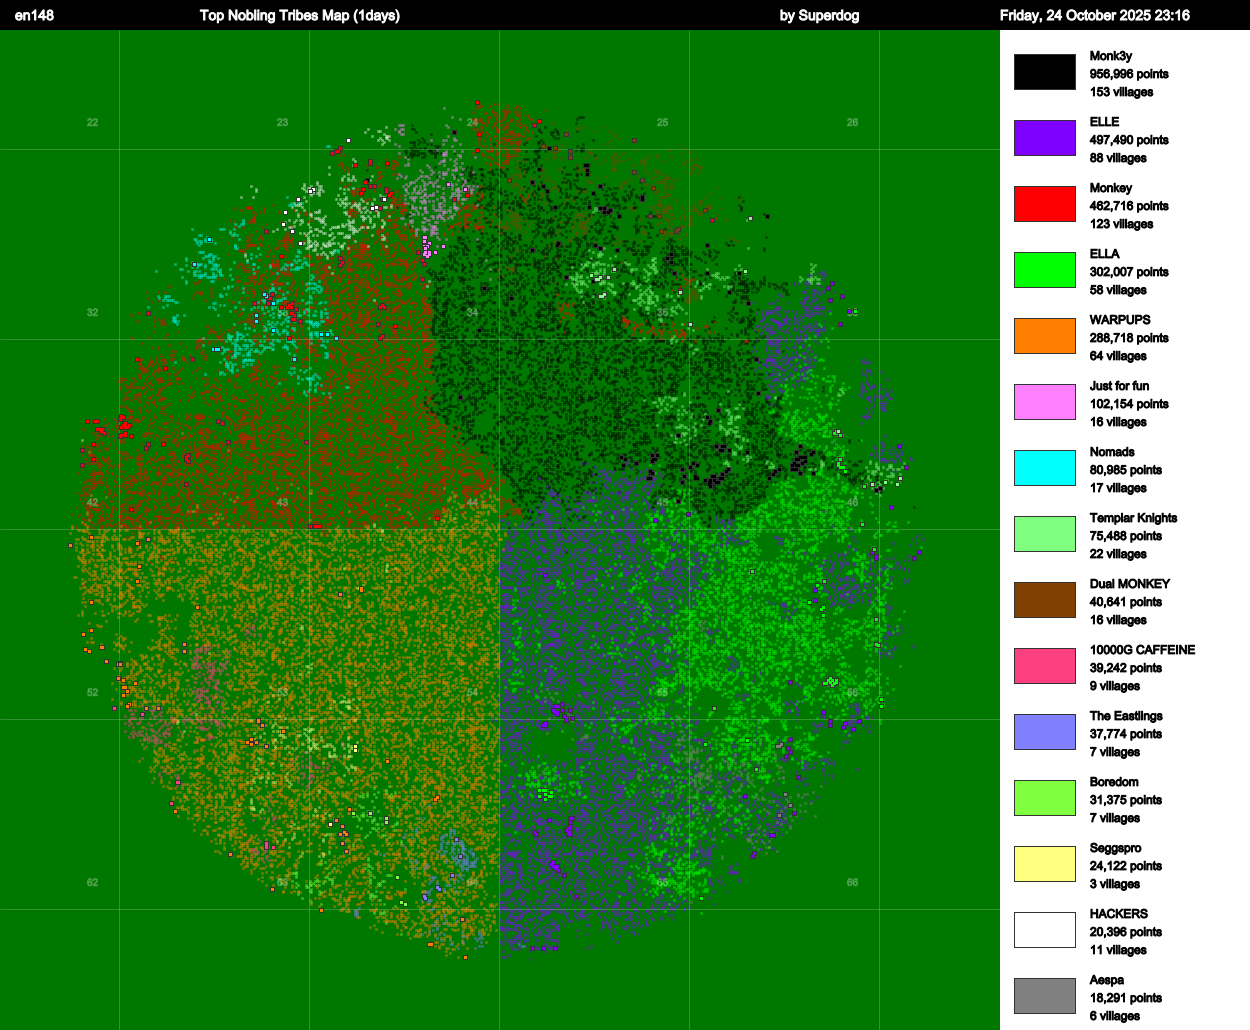 en148
Top Nobling Tribes Map (1days)
by Superdog
Friday, 24 October 2025 23:16
Monk3y
956,996 points
153 villages
ELLE
497,490 points
88 villages
Monkey
462,716 points
123 villages
ELLA
302,007 points
58 villages
WARPUPS
288,718 points
64 villages
Just for fun
102,154 points
16 villages
Nomads
80,985 points
17 villages
Templar Knights
75,488 points
22 villages
Dual MONKEY
40,641 points
16 villages
10000G CAFFEINE
39,242 points
9 villages
The Eastlings
37,774 points
7 villages
Boredom
31,375 points
7 villages
Seggspro
24,122 points
3 villages
HACKERS
20,396 points
11 villages
Aespa
18,291 points
6 villages
22
23
24
25
26
32
34
35
42
43
44
45
46
52
53
54
55
56
62
63
64
65
66